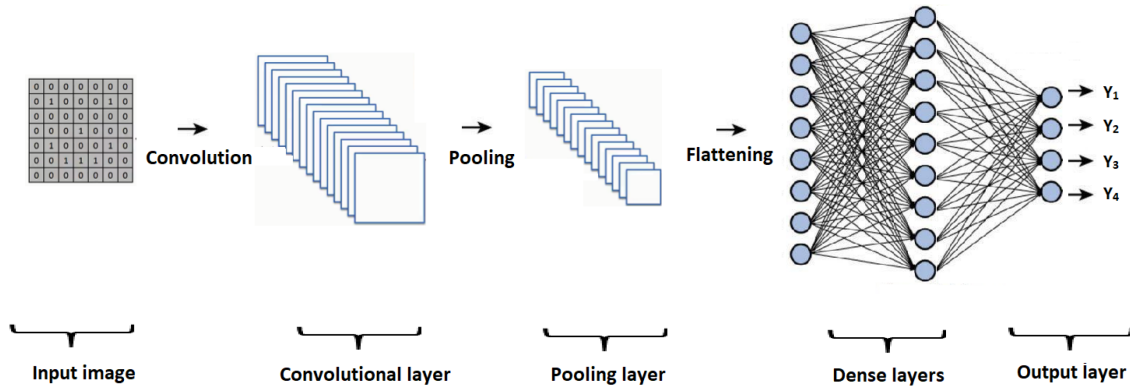 0 0 0 0 0 0 0
0 1 0 0 0 1 0
0 0 0 0 0 0 0
0 0 0 1 0 0 0
0 1 0 0 0 1 0
0 0 1 1 1 0 0
0 0 0 0 0 0 0
Convolution
Pooling
Flattening
Y1
Y2
Y3
Y4
Input image
Convolutional layer
Pooling layer
Dense layers
Output layer